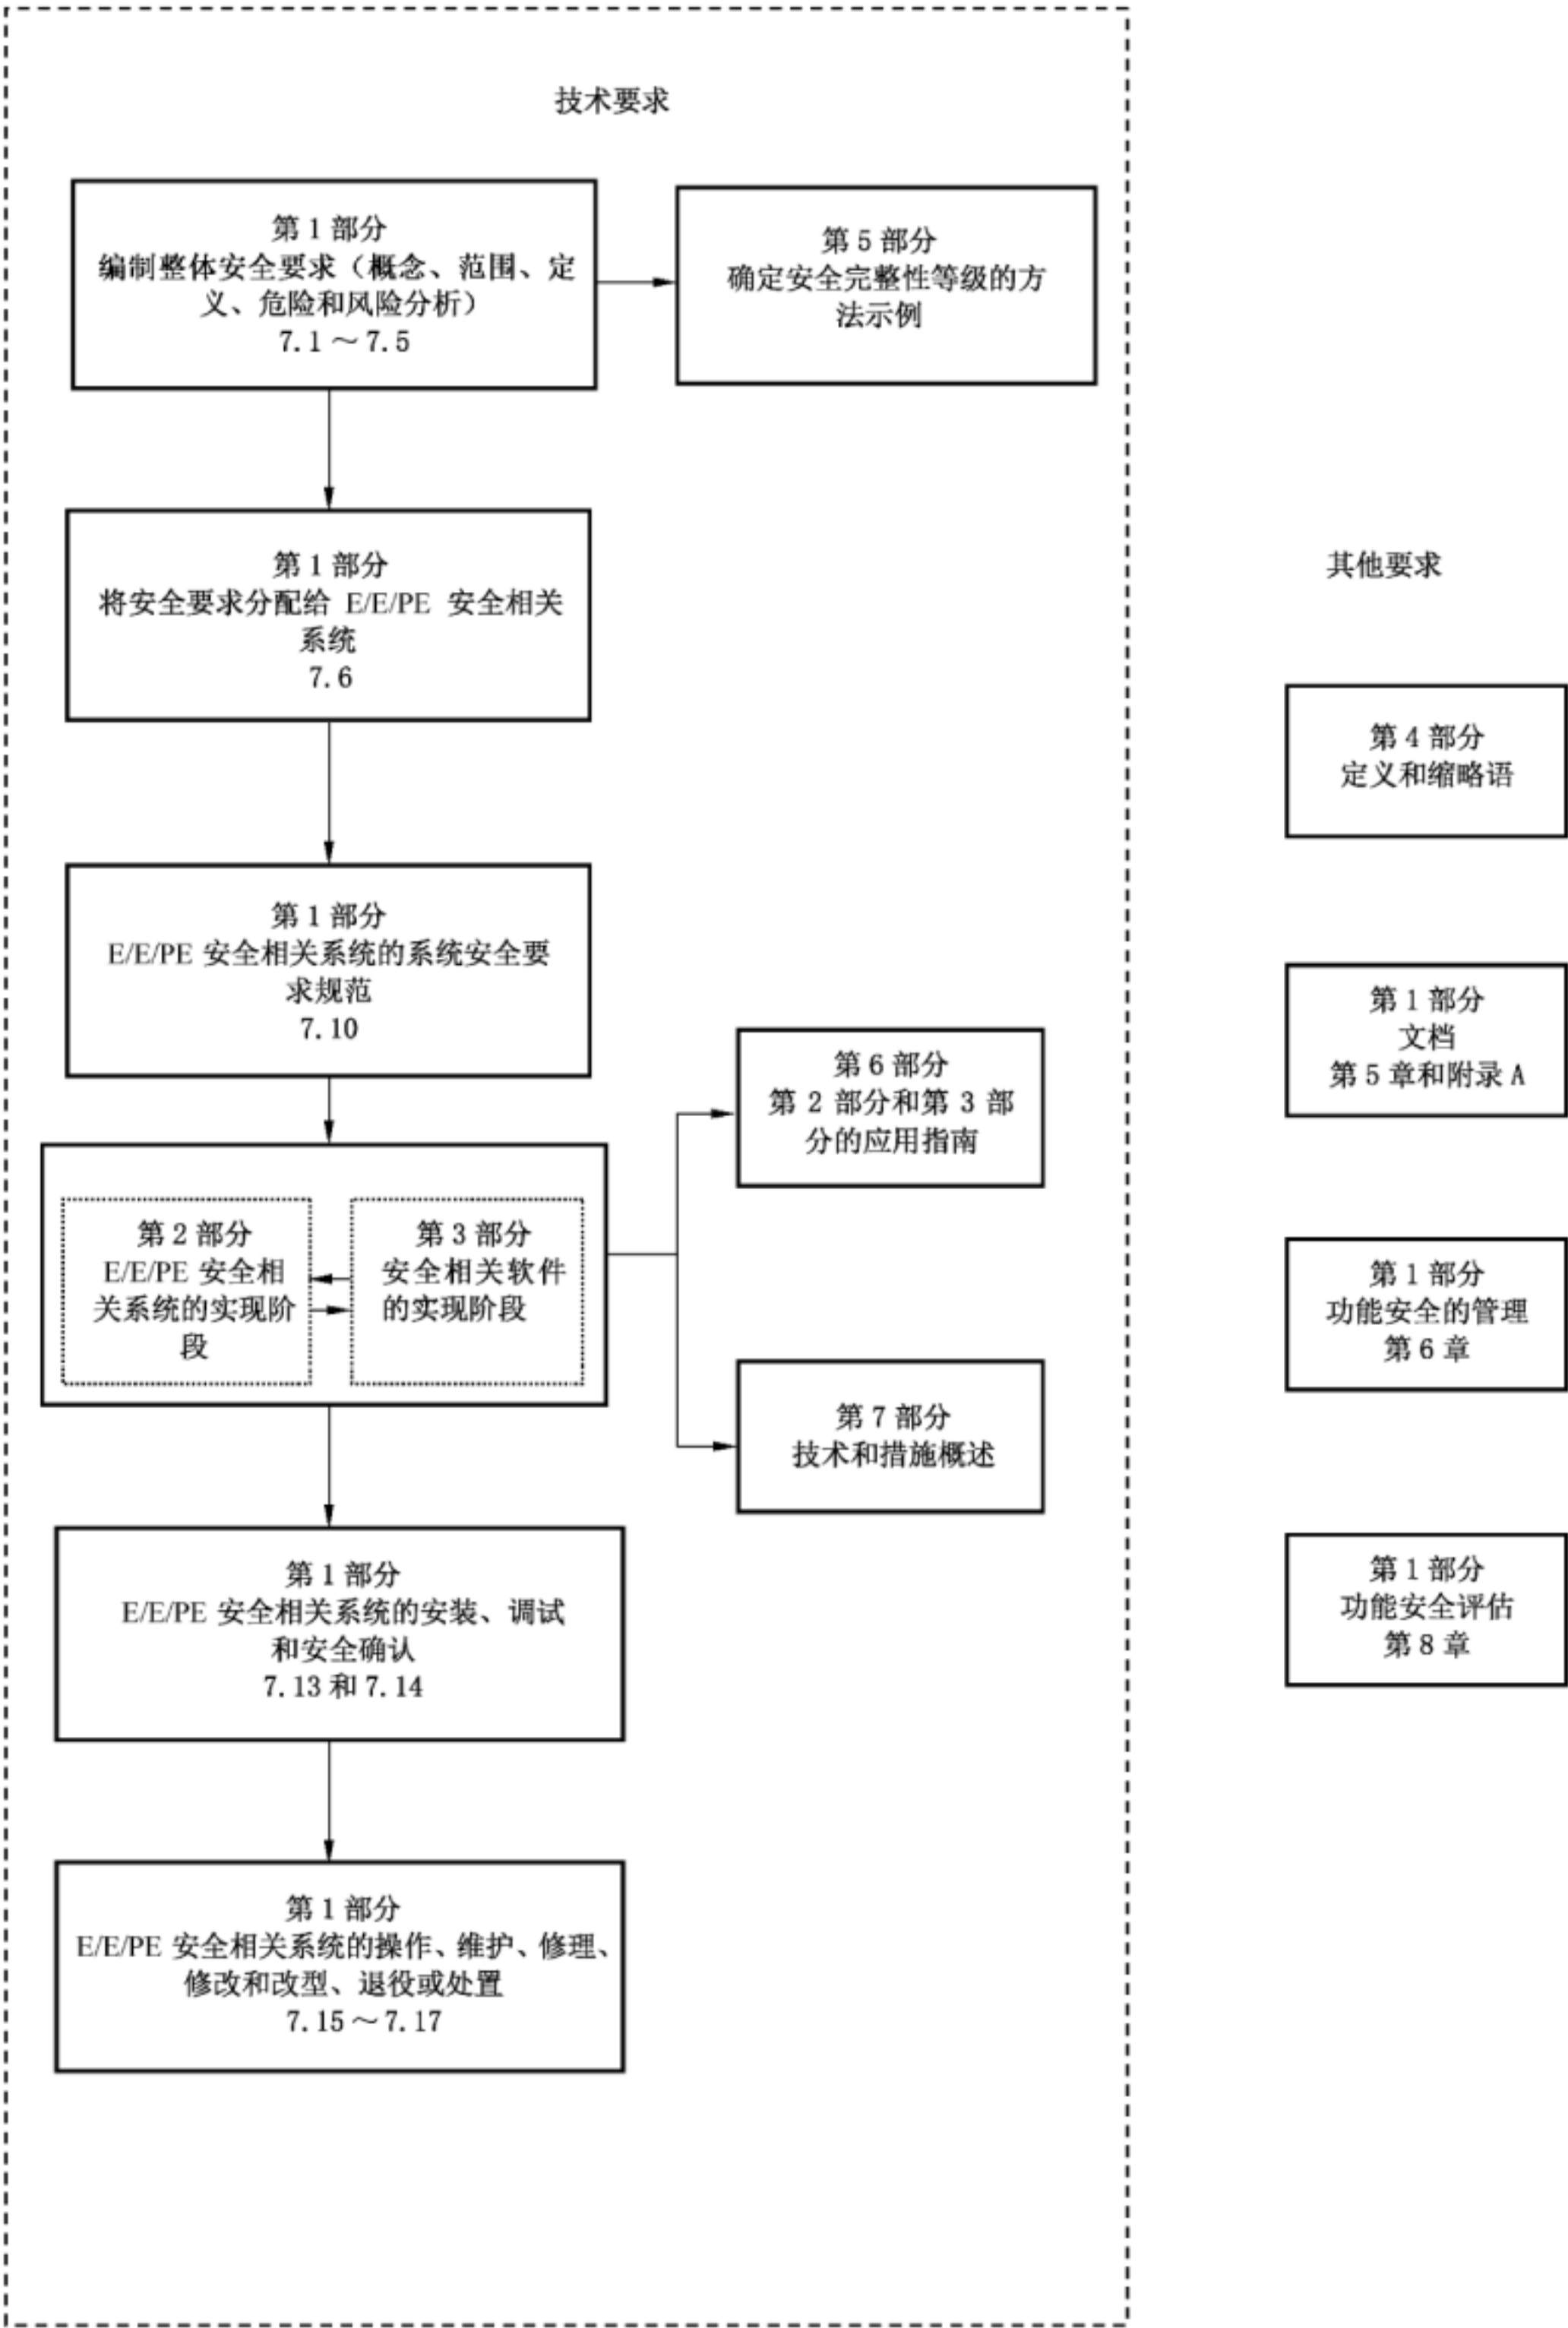 技术要求
第 1 部分
编制整体安全要求（概念、范围、定
义、危险和风险分析）
7.1～7.5
第 5 部分
确定安全完整性等级的方
法示例
第 1 部分
将安全要求分配给 E/E/PE 安全相关
系统
7.6
第 1 部分
E/E/PE 安全相关系统的系统安全要
求规范
7.10
第 2 部分
E/E/PE 安全相
关系统的实现阶
段
第 3 部分
安全相关软件
的实现阶段
第 6 部分
第 2 部分和第 3 部
分的应用指南
第 7 部分
技术和措施概述
第 1 部分
E/E/PE 安全相关系统的安装、调试
和安全确认
7.13 和 7.14
第 1 部分
E/E/PE 安全相关系统的操作、维护、修理、
修改和改型、退役或处置
7.15～7.17
其他要求
第 4 部分
定义和缩略语
第 1 部分
文档
第 5 章和附录 A
第 1 部分
功能安全的管理
第 6 章
第 1 部分
功能安全评估
第 8 章